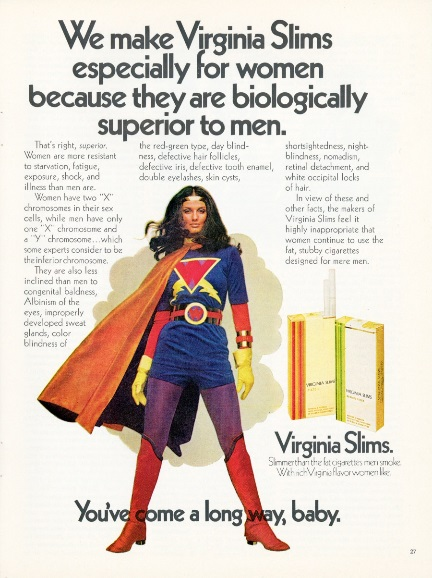 We make Virginia Slims
especially for women
because they are biologically
superior to men.
That's right, superior.
Women are more resistant
to starvation, fatigue,
exposure, shock, and
illness than men are.
Women have two "X"
chromosomes in their sex
cells, while men have only
one "X" chromosome and
a "Y" chromosome...which
some experts consider to be
the inferior chromosome.
They are also less
inclined than men to
congenital baldness,
Albinism of the
eyes, improperly
developed sweat
glands, color
blindness of
the red-green type, day blind-
ness, defective hair follicles,
defective iris, defective tooth enamel,
double eyelashes, skin cysts,
shortsightedness, night-
blindness, nomadism,
retinal detachment, and
white occipital locks
of hair.
In view of these and
other facts, the makers of
Virginia Slims feel it
highly inappropriate that
women continue to use the
fat, stubby cigarettes
designed for mere men.
VIRGINIA SLIMS
VIRGINIA SLIMS
Virginia Slims.
Slimmer than the fat cigarettes men smoke.
With rich Virginia flavor women like.
You've come a long way, baby.
27